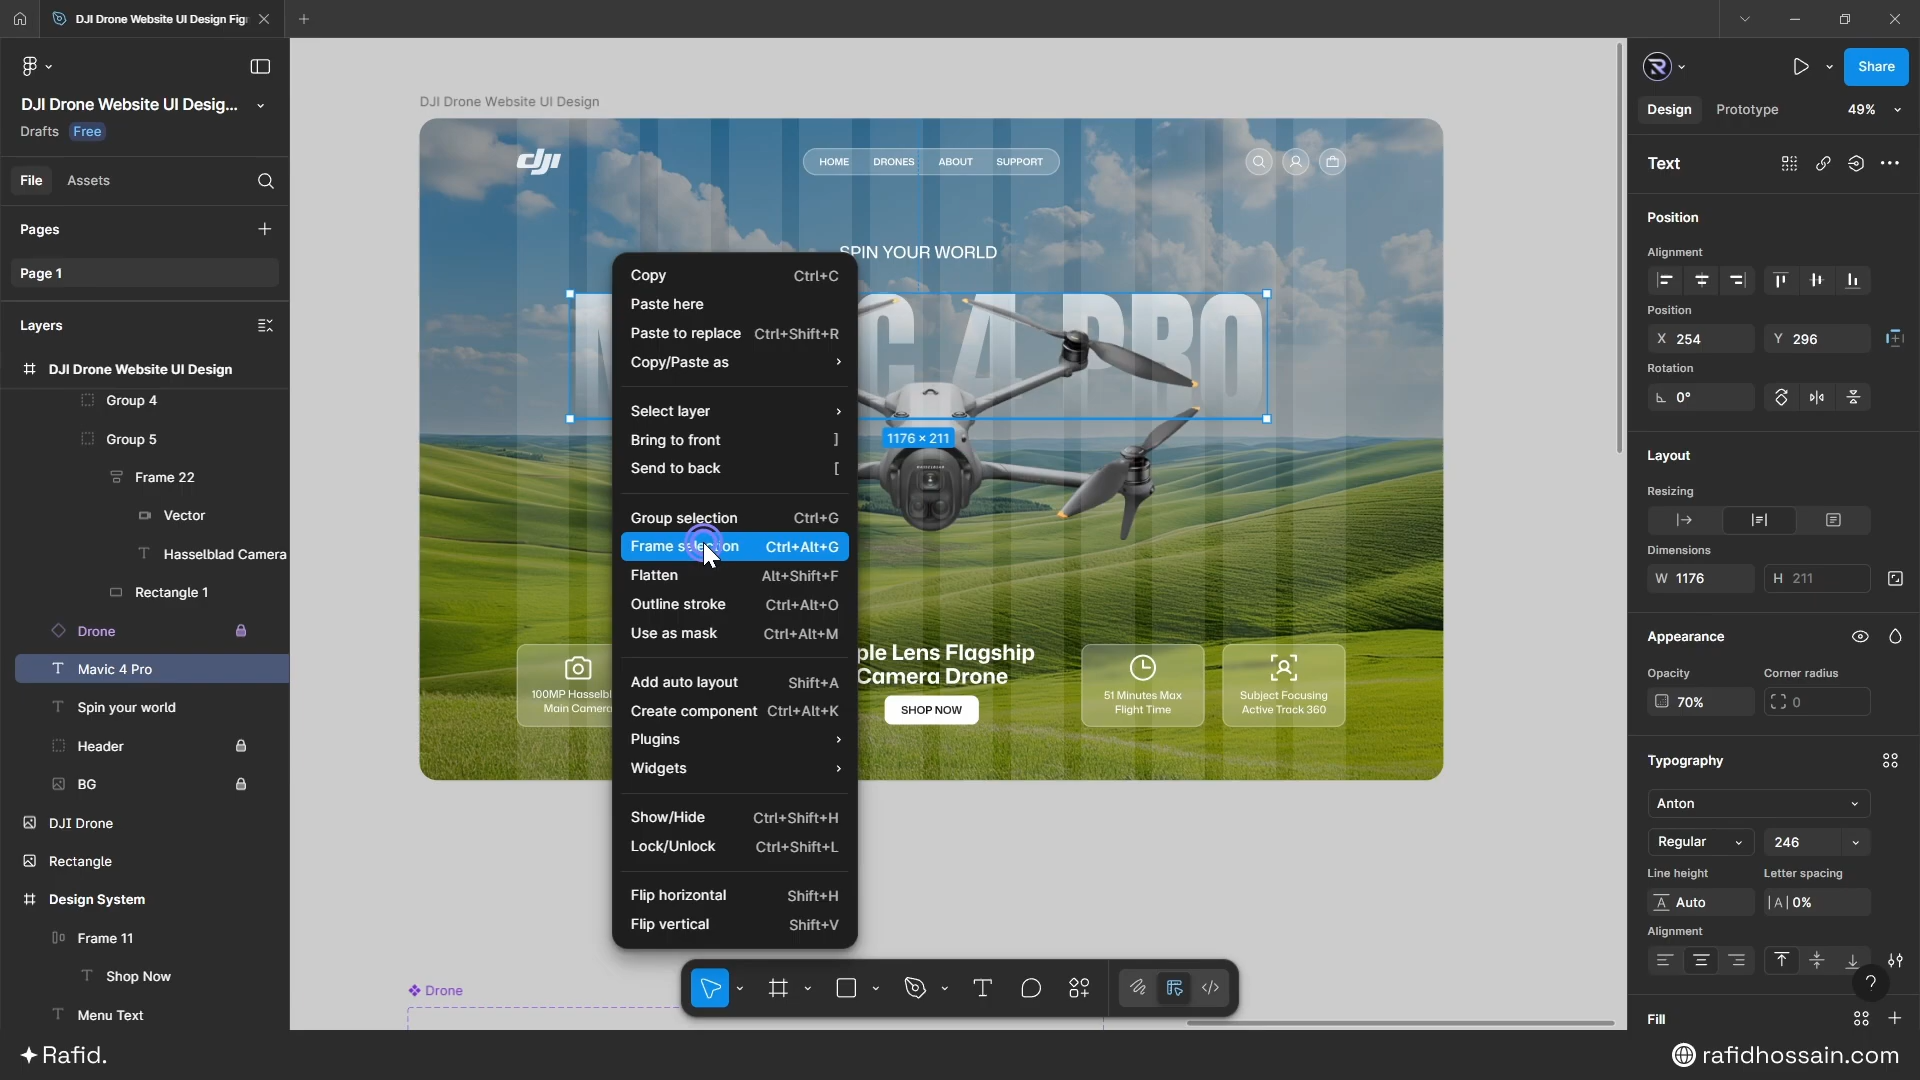 DJI Drone Website UI Design Fig
DJI Drone Website UI Desig...
Drafts Free
File Assets
Pages
Page 1
Layers
DJI Drone Website UI Design
Group 4
Group 5
Frame 22
Vector
Hasselblad Camera
Rectangle 1
Drone
Mavic 4 Pro
Spin your world
Header
BG
DJI Drone
Rectangle
Design System
Frame 11
Shop Now
Menu Text
DJI Drone Website UI Design
dji
HOME DRONES ABOUT SUPPORT
SPIN YOUR WORLD
C 4 PRO
1176 × 211
100MP Hasselbl
Main Camera
ple Lens Flagship
Camera Drone
SHOP NOW
51 Minutes Max
Flight Time
Subject Focusing
Active Track 360
Drone
Copy Ctrl+C
Paste here
Paste to replace Ctrl+Shift+R
Copy/Paste as
Select layer
Bring to front ]
Send to back [
Group selection Ctrl+G
Frame selection Ctrl+Alt+G
Flatten Alt+Shift+F
Outline stroke Ctrl+Alt+O
Use as mask Ctrl+Alt+M
Add auto layout Shift+A
Create component Ctrl+Alt+K
Plugins
Widgets
Show/Hide Ctrl+Shift+H
Lock/Unlock Ctrl+Shift+L
Flip horizontal Shift+H
Flip vertical Shift+V
Share
Design Prototype 49%
Text
Position
Alignment
Position
X 254 Y 296
Rotation
0°
Layout
Resizing
Dimensions
W 1176 H 211
Appearance
Opacity Corner radius
70% 0
Typography
Anton
Regular 246
Line height Letter spacing
Auto |A| 0%
Alignment
?
Fill
Rafid.
rafidhossain.com